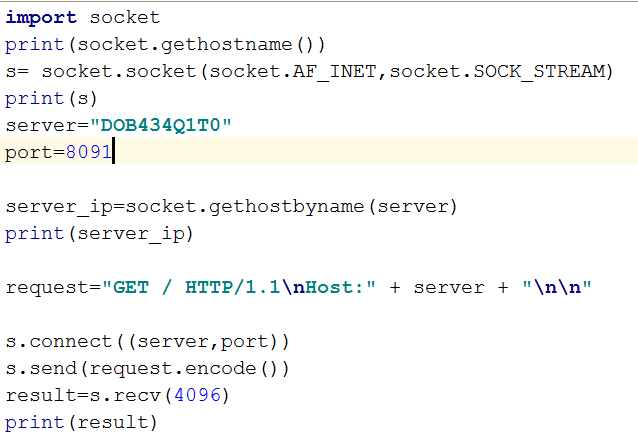 import socket
print(socket.gethostname())
s= socket.socket(socket.AF_INET,socket.SOCK_STREAM)
print(s)
server="DOB434Q1T0"
port=8091
server_ip=socket.gethostbyname(server)
print(server_ip)
request="GET / HTTP/1.1\nHost:" + server + "\n\n"
s.connect((server,port))
s.send(request.encode())
result=s.recv(4096)
print(result)